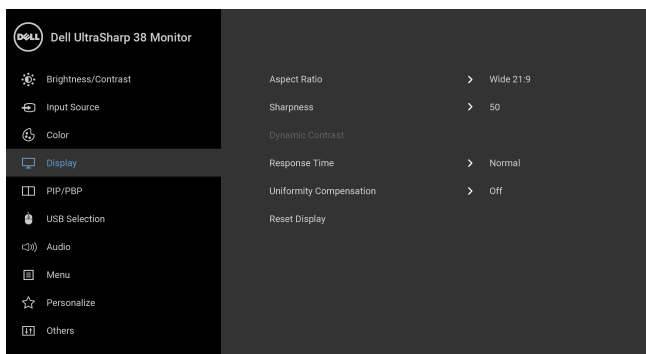 DELL Dell UltraSharp 38 Monitor
Brightness/Contrast
Input Source
Color
Display
PIP/PBP
USB Selection
Audio
Menu
Personalize
Others
Aspect Ratio > Wide 21:9
Sharpness > 50
Dynamic Contrast
Response Time > Normal
Uniformity Compensation > Off
Reset Display